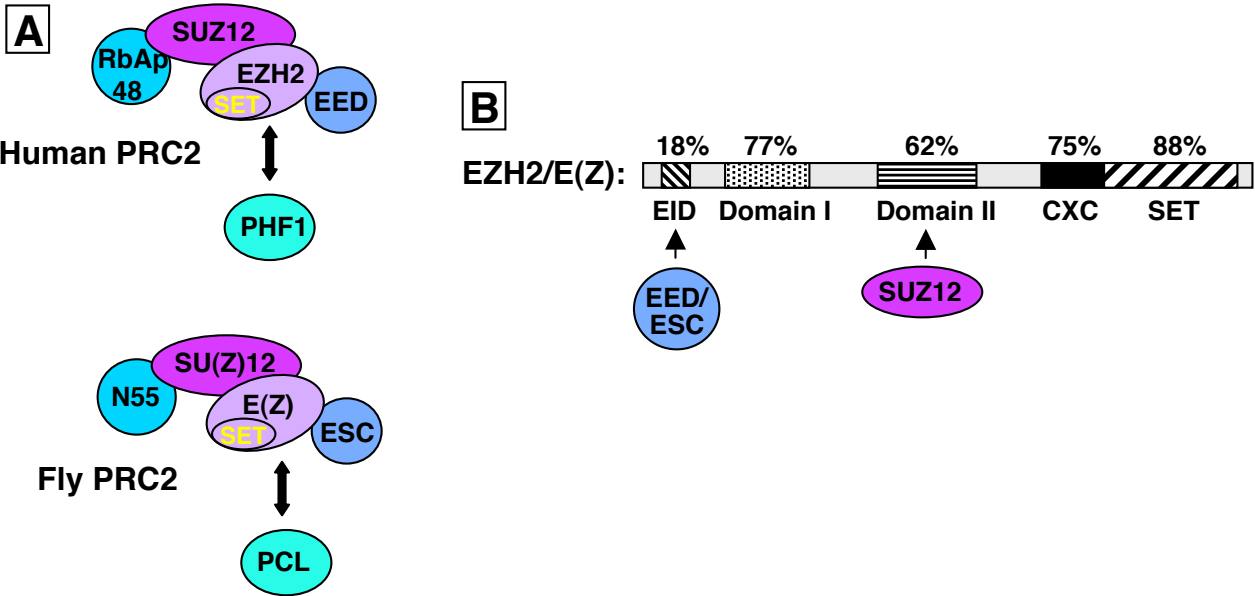 A
SUZ12
RbAp
48
EZH2
SET
EED
Human PRC2
PHF1
SU(Z)12
N55
E(Z)
SET
ESC
Fly PRC2
PCL
B
18% 77% 62% 75% 88%
EZH2/E(Z):
EID Domain I Domain II CXC SET
EED/
ESC
SUZ12